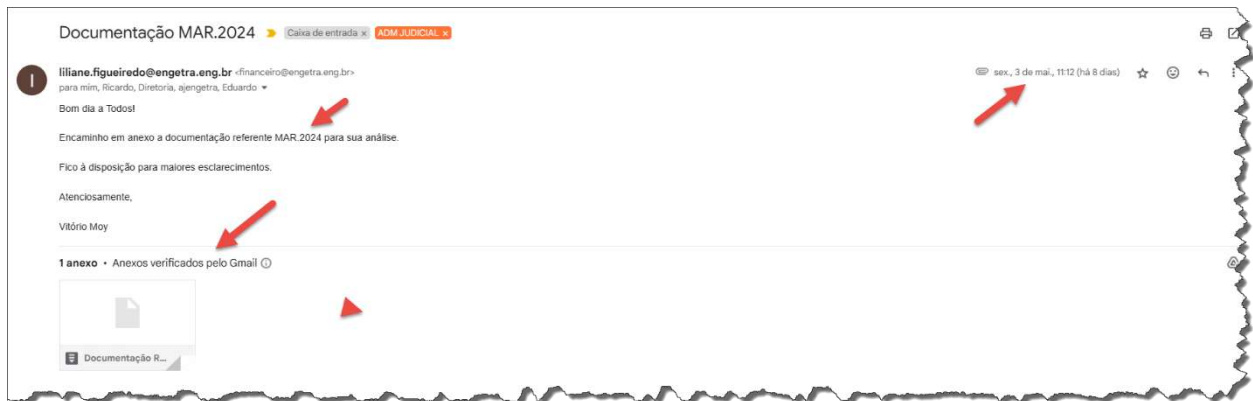 Documentação MAR.2024 Caixa de entrada x ADM.JUDICIAL x
I
liliane.figueiredo@engetra.eng.br <financeiro@engetra.eng.br> sex., 3 de mai., 11:12 (há 8 dias)
para mim, Ricardo, Diretoria, ajengetra, Eduardo
Bom dia a Todos!
Encaminho em anexo a documentação referente MAR.2024 para sua análise.
Fico à disposição para maiores esclarecimentos.
Atenciosamente,
Vitório Moy
1 anexo • Anexos verificados pelo Gmail
Documentação R...